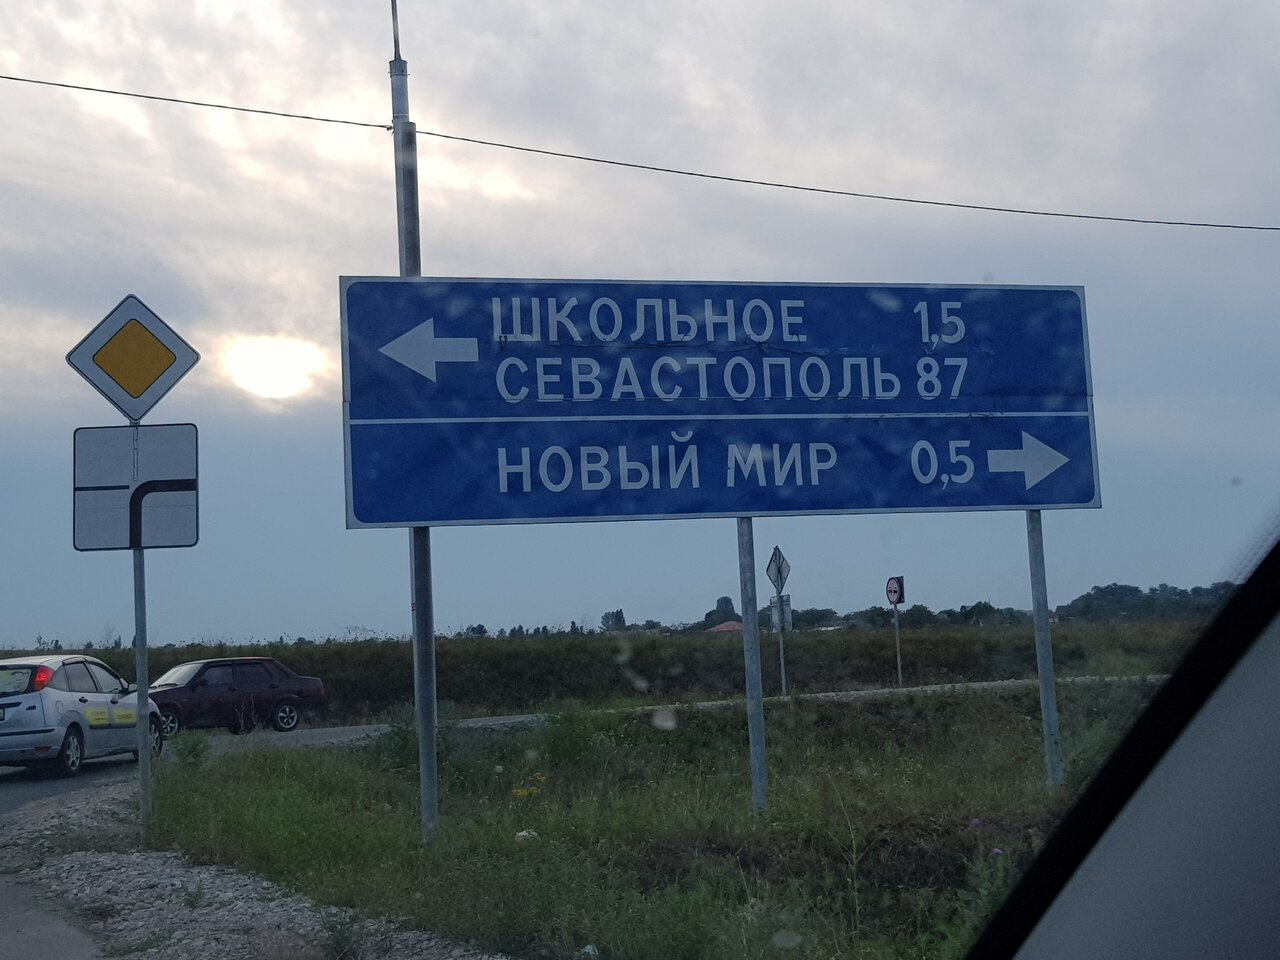 ШКОЛЬНОЕ 1,5
СЕВАСТОПОЛЬ 87
НОВЫЙ МИР 0,5